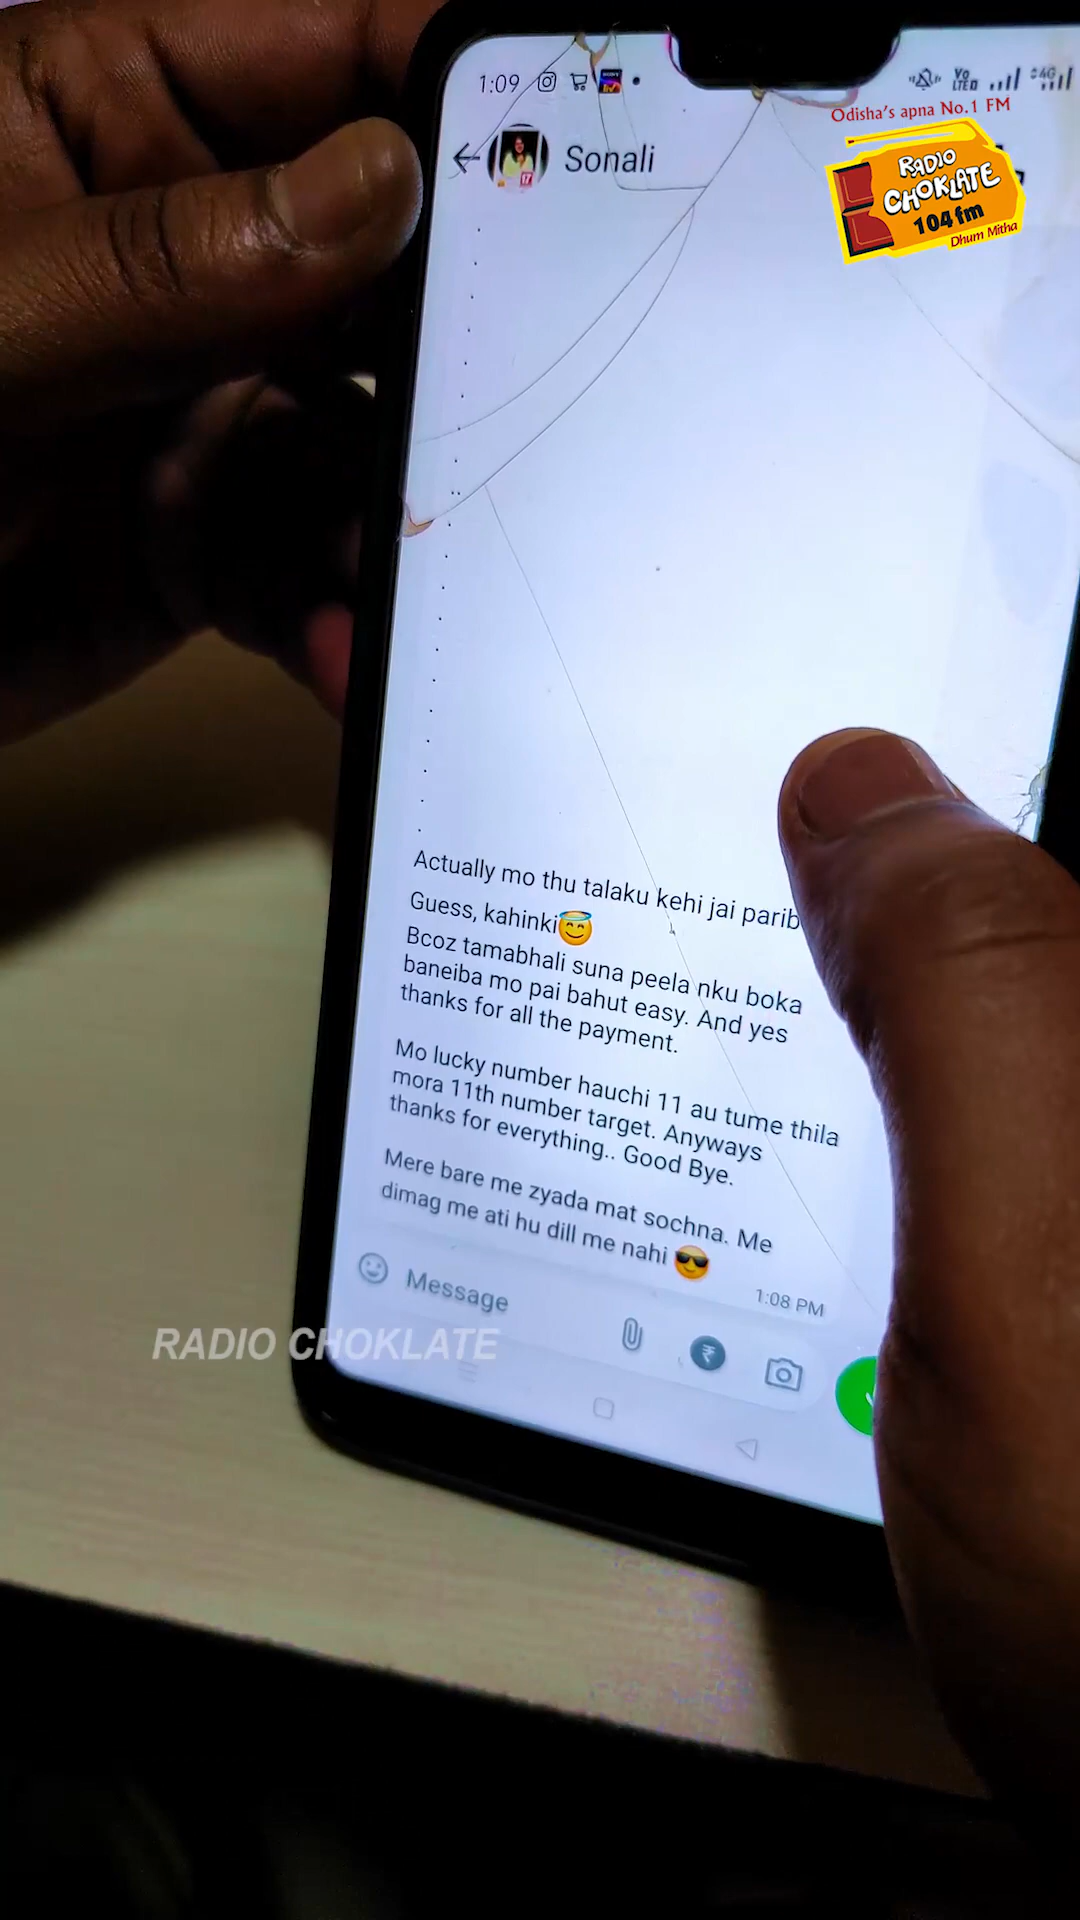 1:09
VoLTE
4G
Odisha's apna No.1 FM
RADIO
CHOKLATE
104 fm
Dhum Mitha
Sonali
17
Actually mo thu talaku kehi jai parib
Guess, kahinki😇
Bcoz tamabhali suna peela nku boka
baneiba mo pai bahut easy. And yes
thanks for all the payment.
Mo lucky number hauchi 11 au tume thila
mora 11th number target. Anyways
thanks for everything.. Good Bye.
Mere bare me zyada mat sochna. Me
dimag me ati hu dill me nahi 😎
1:08 PM
Message
₹
RADIO CHOKLATE